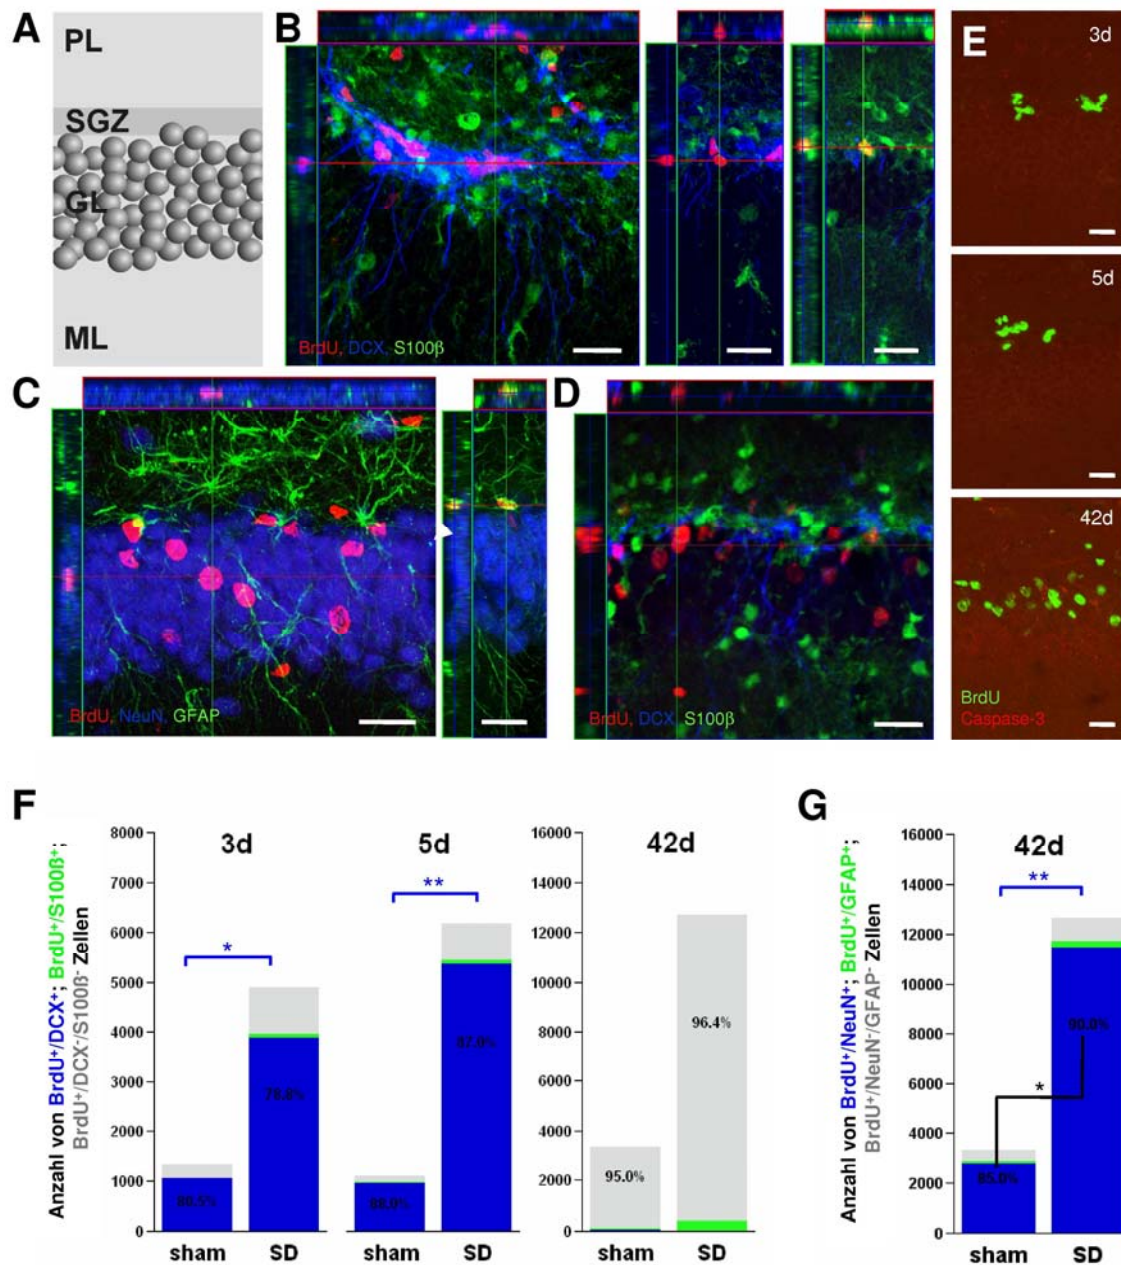 A
PL
SGZ
GL
ML
B
BrdU, DCX, S100β
E
3d
5d
42d
BrdU
Caspase-3
C
BrdU, NeuN, GFAP
D
BrdU, DCX, S100β
F
Anzahl von BrdU⁺/DCX⁺; BrdU⁺/S100ß⁺;
BrdU⁺/DCX⁻/S100ß⁻ Zellen
8000
7000
6000
5000
4000
3000
2000
1000
0
3d
*
80.5%
78.8%
sham
SD
5d
**
88.0%
87.0%
sham
SD
16000
14000
12000
10000
8000
6000
4000
2000
0
42d
95.0%
96.4%
sham
SD
G
Anzahl von BrdU⁺/NeuN⁺; BrdU⁺/GFAP⁺;
BrdU⁺/NeuN⁻/GFAP⁻ Zellen
16000
14000
12000
10000
8000
6000
4000
2000
0
42d
**
*
85.0%
90.0%
sham
SD